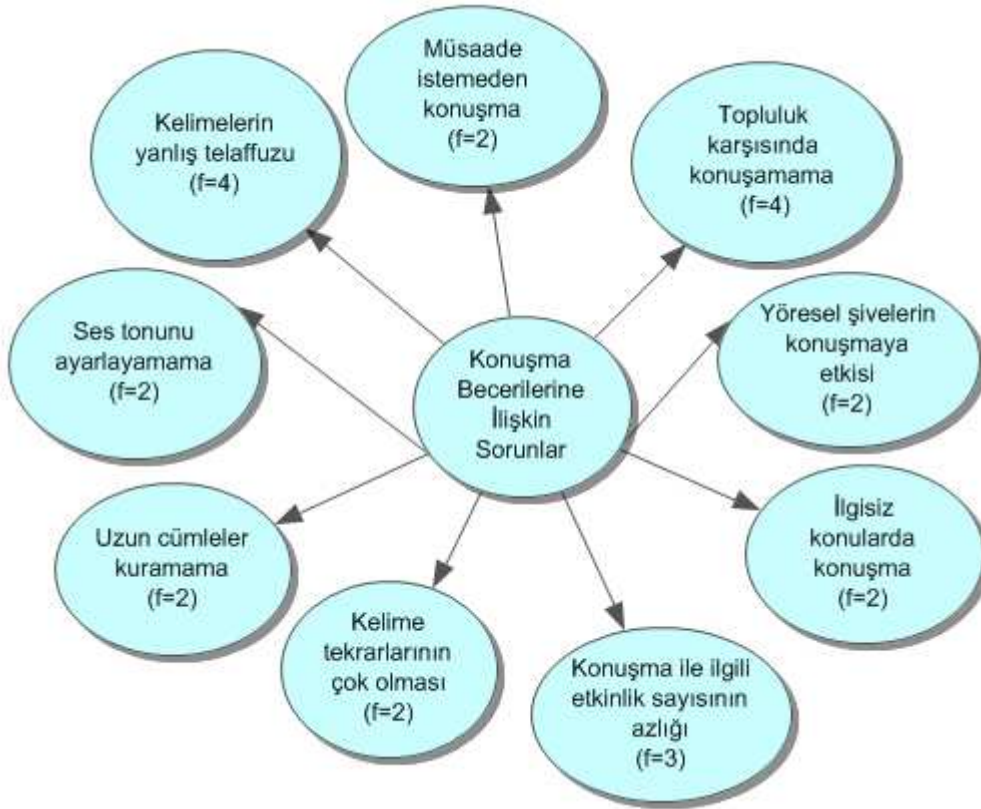 Müsaade
istemeden
konuşma
(f=2)
Kelimelerin
yanlış telaffuzu
(f=4)
Topluluk
karşısında
konuşamama
(f=4)
Ses tonunu
ayarlayamama
(f=2)
Konuşma
Becerilerine
İlişkin
Sorunlar
Yöresel şivelerin
konuşmaya
etkisi
(f=2)
Uzun cümleler
kuramama
(f=2)
İlgisiz
konularda
konuşma
(f=2)
Kelime
tekrarlarının
çok olması
(f=2)
Konuşma ile ilgili
etkinlik sayısının
azlığı
(f=3)